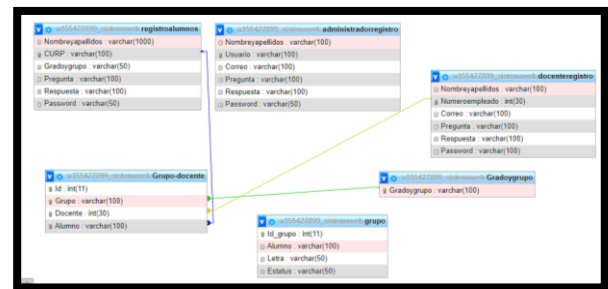 registroalumnos
Nombreyapellidos : varchar(1000)
CURP : varchar(100)
Gradoygrupo : varchar(50)
Pregunta : varchar(100)
Respuesta : varchar(100)
Password : varchar(50)
administradorregistro
Nombreyapellidos : varchar(100)
Usuario : varchar(100)
Correo : varchar(100)
Pregunta : varchar(100)
Respuesta : varchar(100)
Password : varchar(50)
docenteregistro
Nombreyapellidos : varchar(100)
Numeroempleado : int(30)
Correo : varchar(100)
Pregunta : varchar(100)
Respuesta : varchar(100)
Password : varchar(100)
Grupo-docente
Id : int(11)
Grupo : varchar(100)
Docente : int(30)
Alumno : varchar(100)
Gradoygrupo
Gradoygrupo : varchar(100)
grupo
Id_grupo : int(11)
Alumno : varchar(100)
Letra : varchar(50)
Estatus : varchar(50)